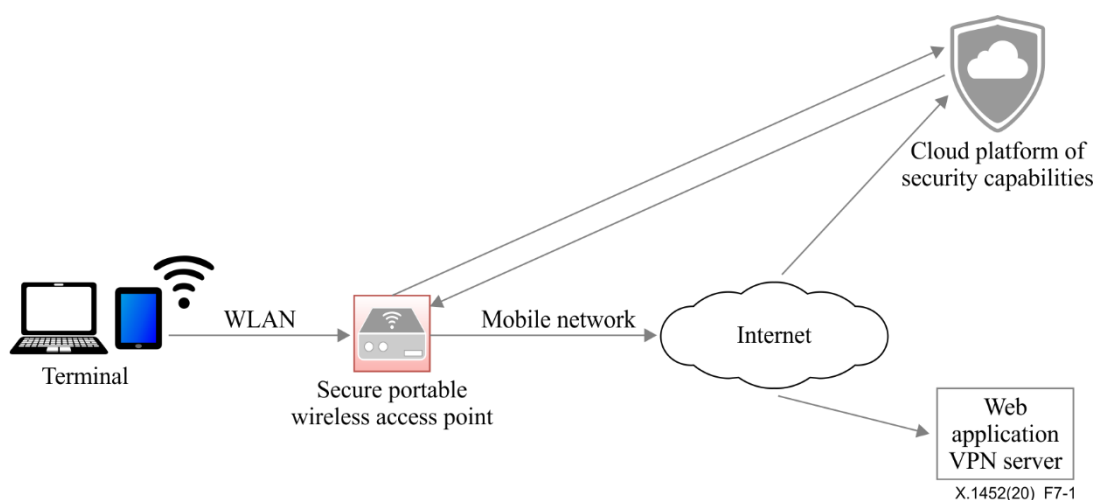 Cloud platform of
security capabilities
WLAN
Mobile network
Internet
Terminal
Secure portable
wireless access point
Web
application
VPN server
X.1452(20)_F7-1